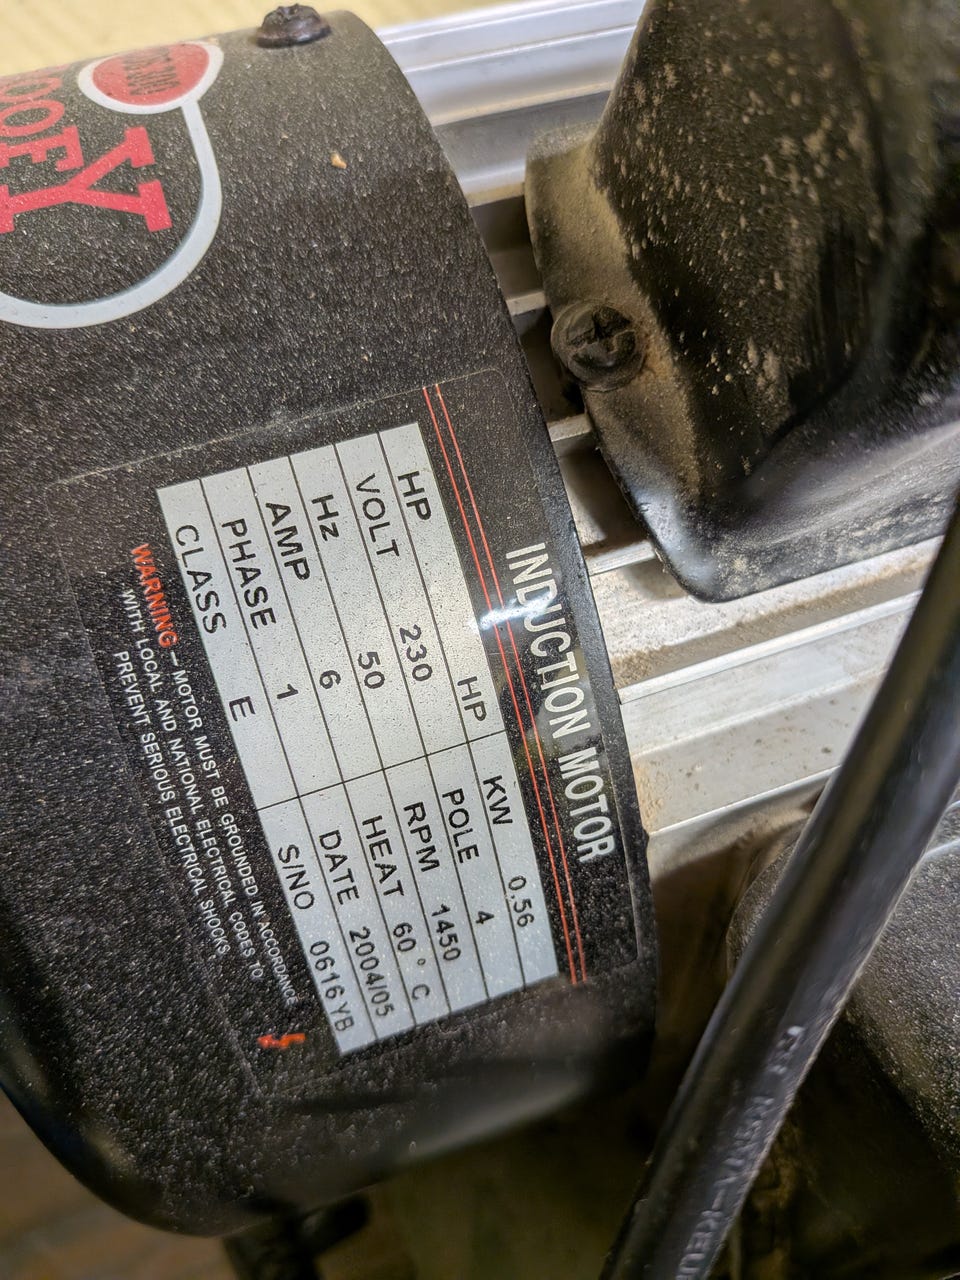 INDUCTION MOTOR
HP HP KW 0,56
VOLT 230 POLE 4
Hz 50 RPM 1450
AMP 6 HEAT 60 ° C
PHASE 1 DATE 2004/05
CLASS E S/NO 0616 YB
WARNING – MOTOR MUST BE GROUNDED IN ACCORDANCE
WITH LOCAL AND NATIONAL ELECTRICAL CODES TO
PREVENT SERIOUS ELECTRICAL SHOCKS